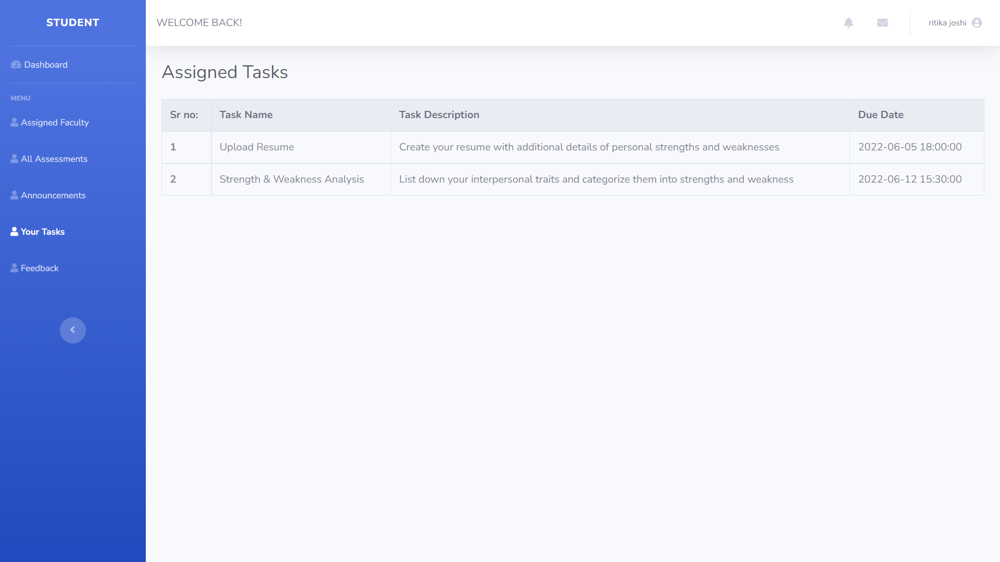 STUDENT
Dashboard
MENU
Assigned Faculty
All Assessments
Announcements
Your Tasks
Feedback
WELCOME BACK!
ritika joshi
Assigned Tasks
Sr no: Task Name Task Description Due Date
1 Upload Resume Create your resume with additional details of personal strengths and weaknesses 2022-06-05 18:00:00
2 Strength & Weakness Analysis List down your interpersonal traits and categorize them into strengths and weakness 2022-06-12 15:30:00